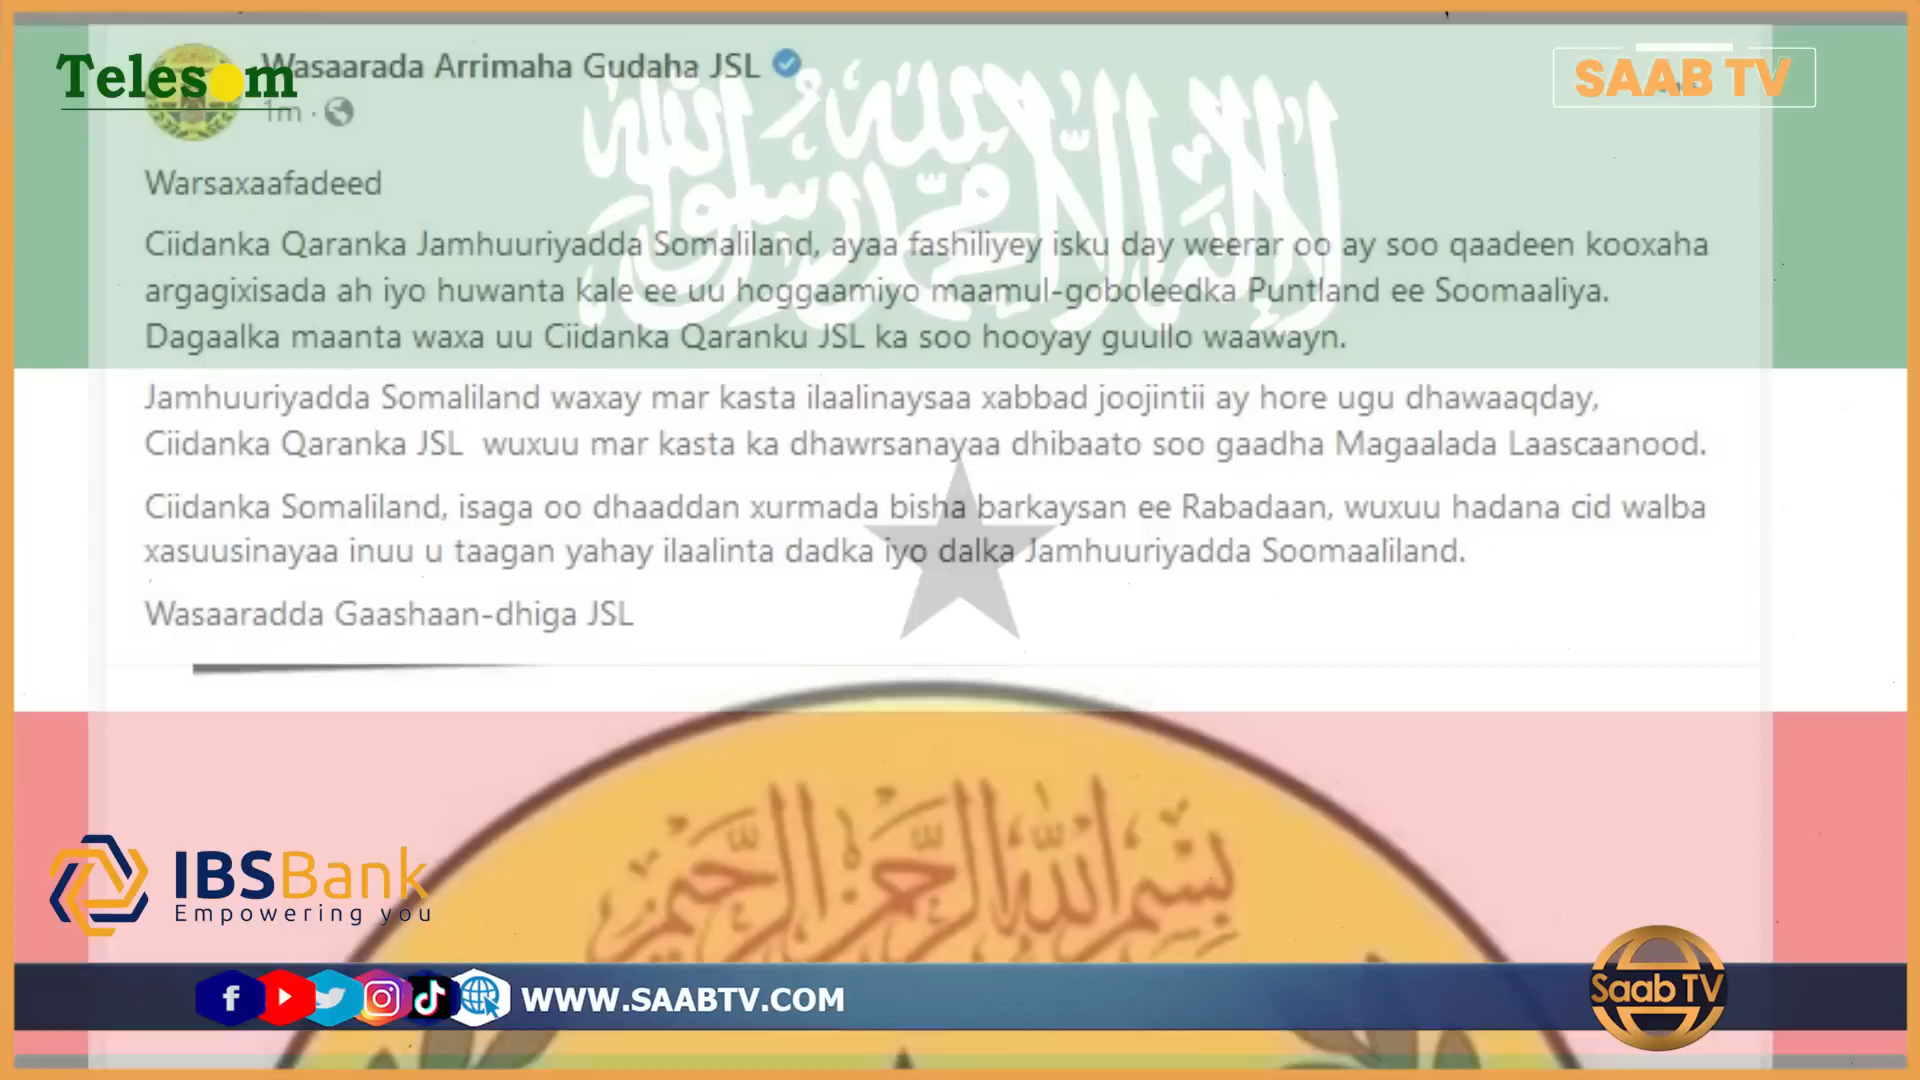 Telesom
Wasaarada Arrimaha Gudaha JSL
1m ·
SAAB TV
لا إله إلا الله محمد رسول الله
Warsaxaafadeed
Ciidanka Qaranka Jamhuuriyadda Somaliland, ayaa fashiliyey isku day weerar oo ay soo qaadeen kooxaha
argagixisada ah iyo huwanta kale ee uu hoggaamiyo maamul-goboleedka Puntland ee Soomaaliya.
Dagaalka maanta waxa uu Ciidanka Qaranku JSL ka soo hooyay guullo waawayn.
Jamhuuriyadda Somaliland waxay mar kasta ilaalinaysaa xabbad joojintii ay hore ugu dhawaaqday,
Ciidanka Qaranka JSL wuxuu mar kasta ka dhawrsanayaa dhibaato soo gaadha Magaalada Laascaanood.
Ciidanka Somaliland, isaga oo dhaaddan xurmada bisha barkaysan ee Rabadaan, wuxuu hadana cid walba
xasuusinayaa inuu u taagan yahay ilaalinta dadka iyo dalka Jamhuuriyadda Soomaaliland.
Wasaaradda Gaashaan-dhiga JSL
بسم الله الرحمن الرحيم
IBSBank
Empowering you
WWW.SAABTV.COM
Saab TV